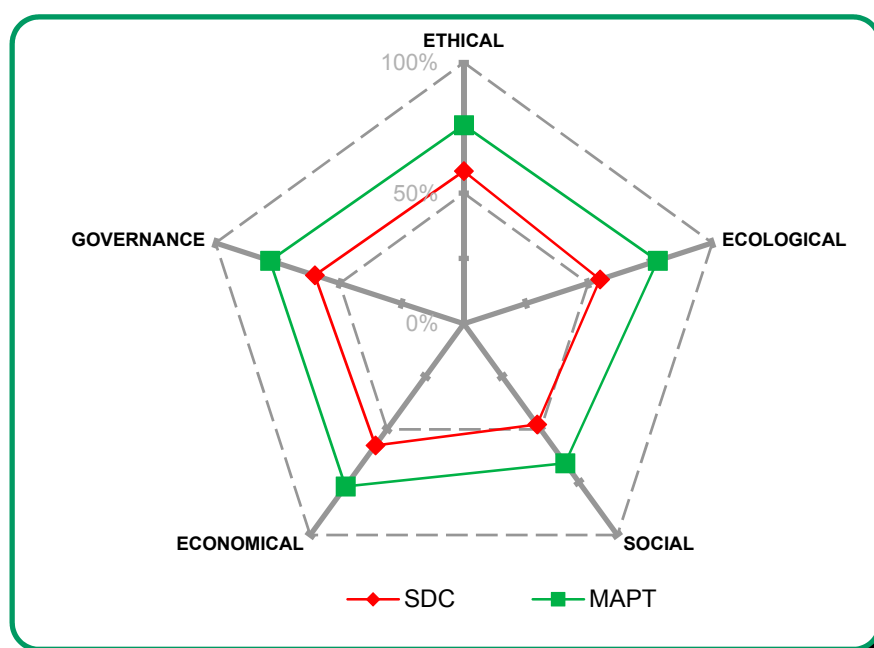 ETHICAL
100%
50%
GOVERNANCE
ECOLOGICAL
0%
ECONOMICAL
SOCIAL
SDC
MAPT